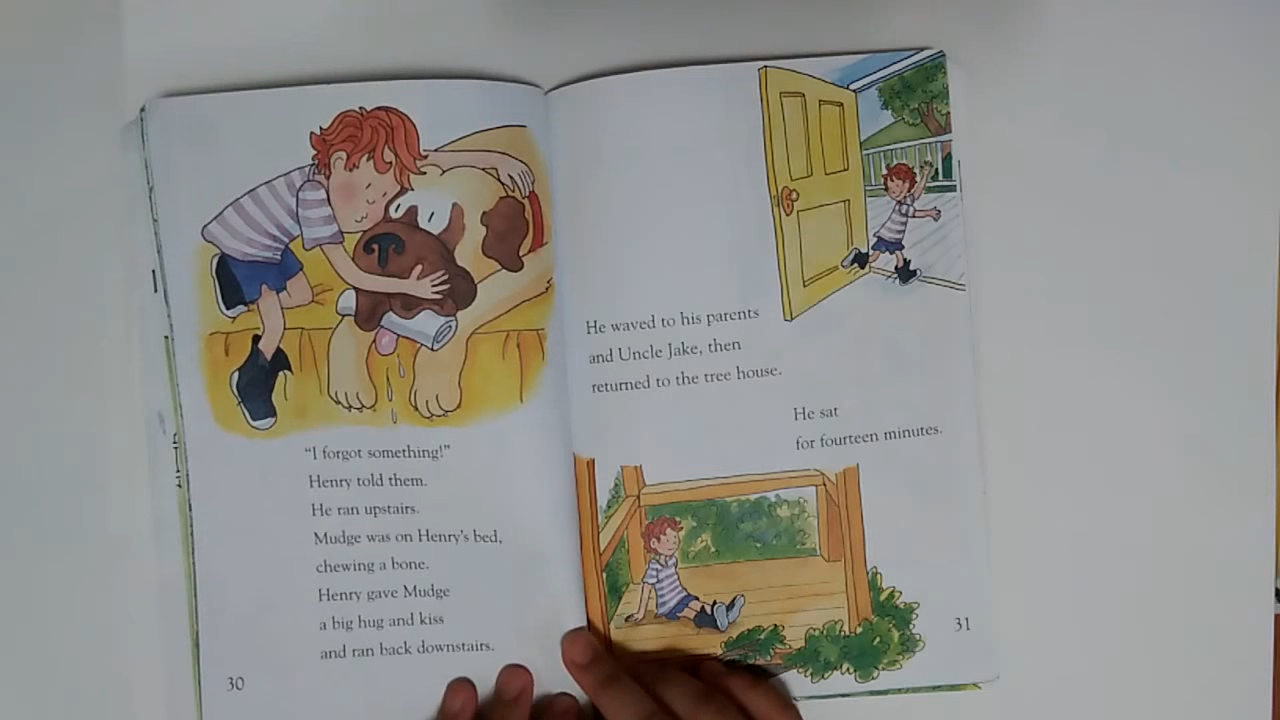 "I forgot something!"
Henry told them.
He ran upstairs.
Mudge was on Henry's bed,
chewing a bone.
Henry gave Mudge
a big hug and kiss
and ran back downstairs.
30
He waved to his parents
and Uncle Jake, then
returned to the tree house.
He sat
for fourteen minutes.
31